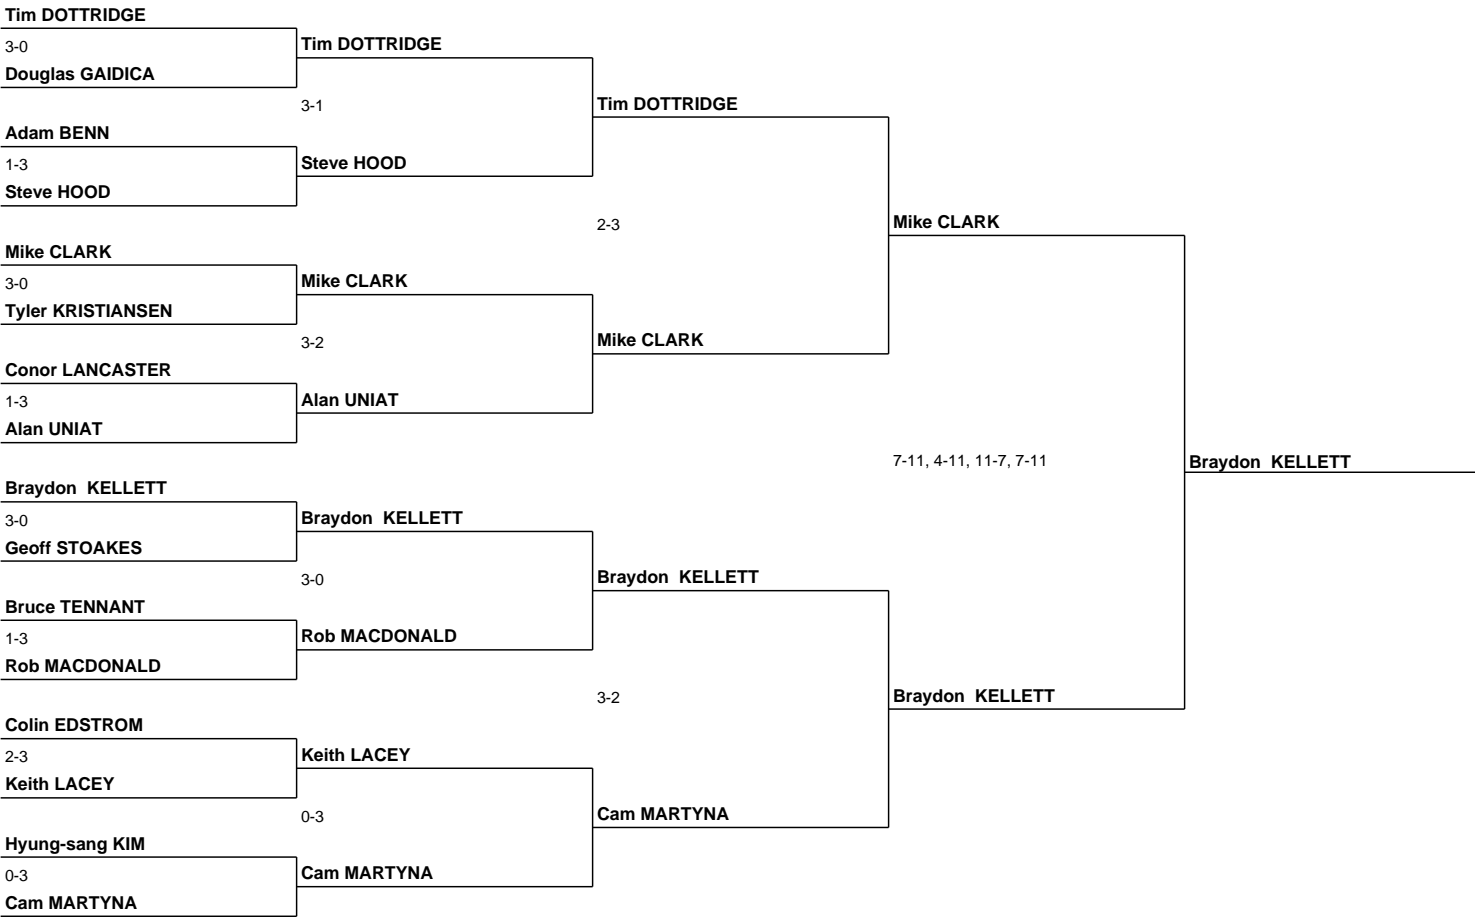 Tim DOTTRIDGE
3-0
Douglas GAIDICA
Adam BENN
1-3
Steve HOOD
Mike CLARK
3-0
Tyler KRISTIANSEN
Conor LANCASTER
1-3
Alan UNIAT
Braydon  KELLETT
3-0
Geoff STOAKES
Bruce TENNANT
1-3
Rob MACDONALD
Colin EDSTROM
2-3
Keith LACEY
Hyung-sang KIM
0-3
Cam MARTYNA
Tim DOTTRIDGE
3-1
Steve HOOD
Mike CLARK
3-2
Alan UNIAT
Braydon  KELLETT
3-0
Rob MACDONALD
Keith LACEY
0-3
Cam MARTYNA
Tim DOTTRIDGE
2-3
Mike CLARK
Braydon  KELLETT
3-2
Cam MARTYNA
Mike CLARK
7-11, 4-11, 11-7, 7-11
Braydon  KELLETT
Braydon  KELLETT